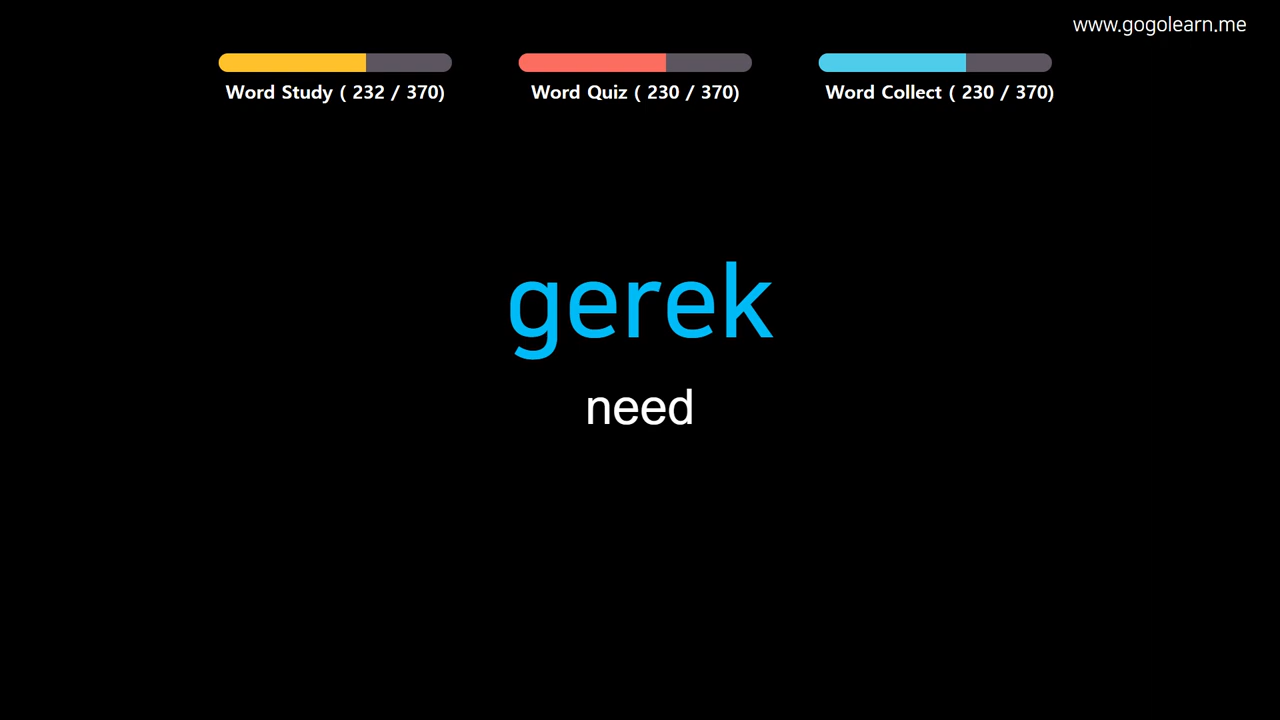 www.gogolearn.me
Word Study ( 232 / 370)
Word Quiz ( 230 / 370)
Word Collect ( 230 / 370)
gerek
need